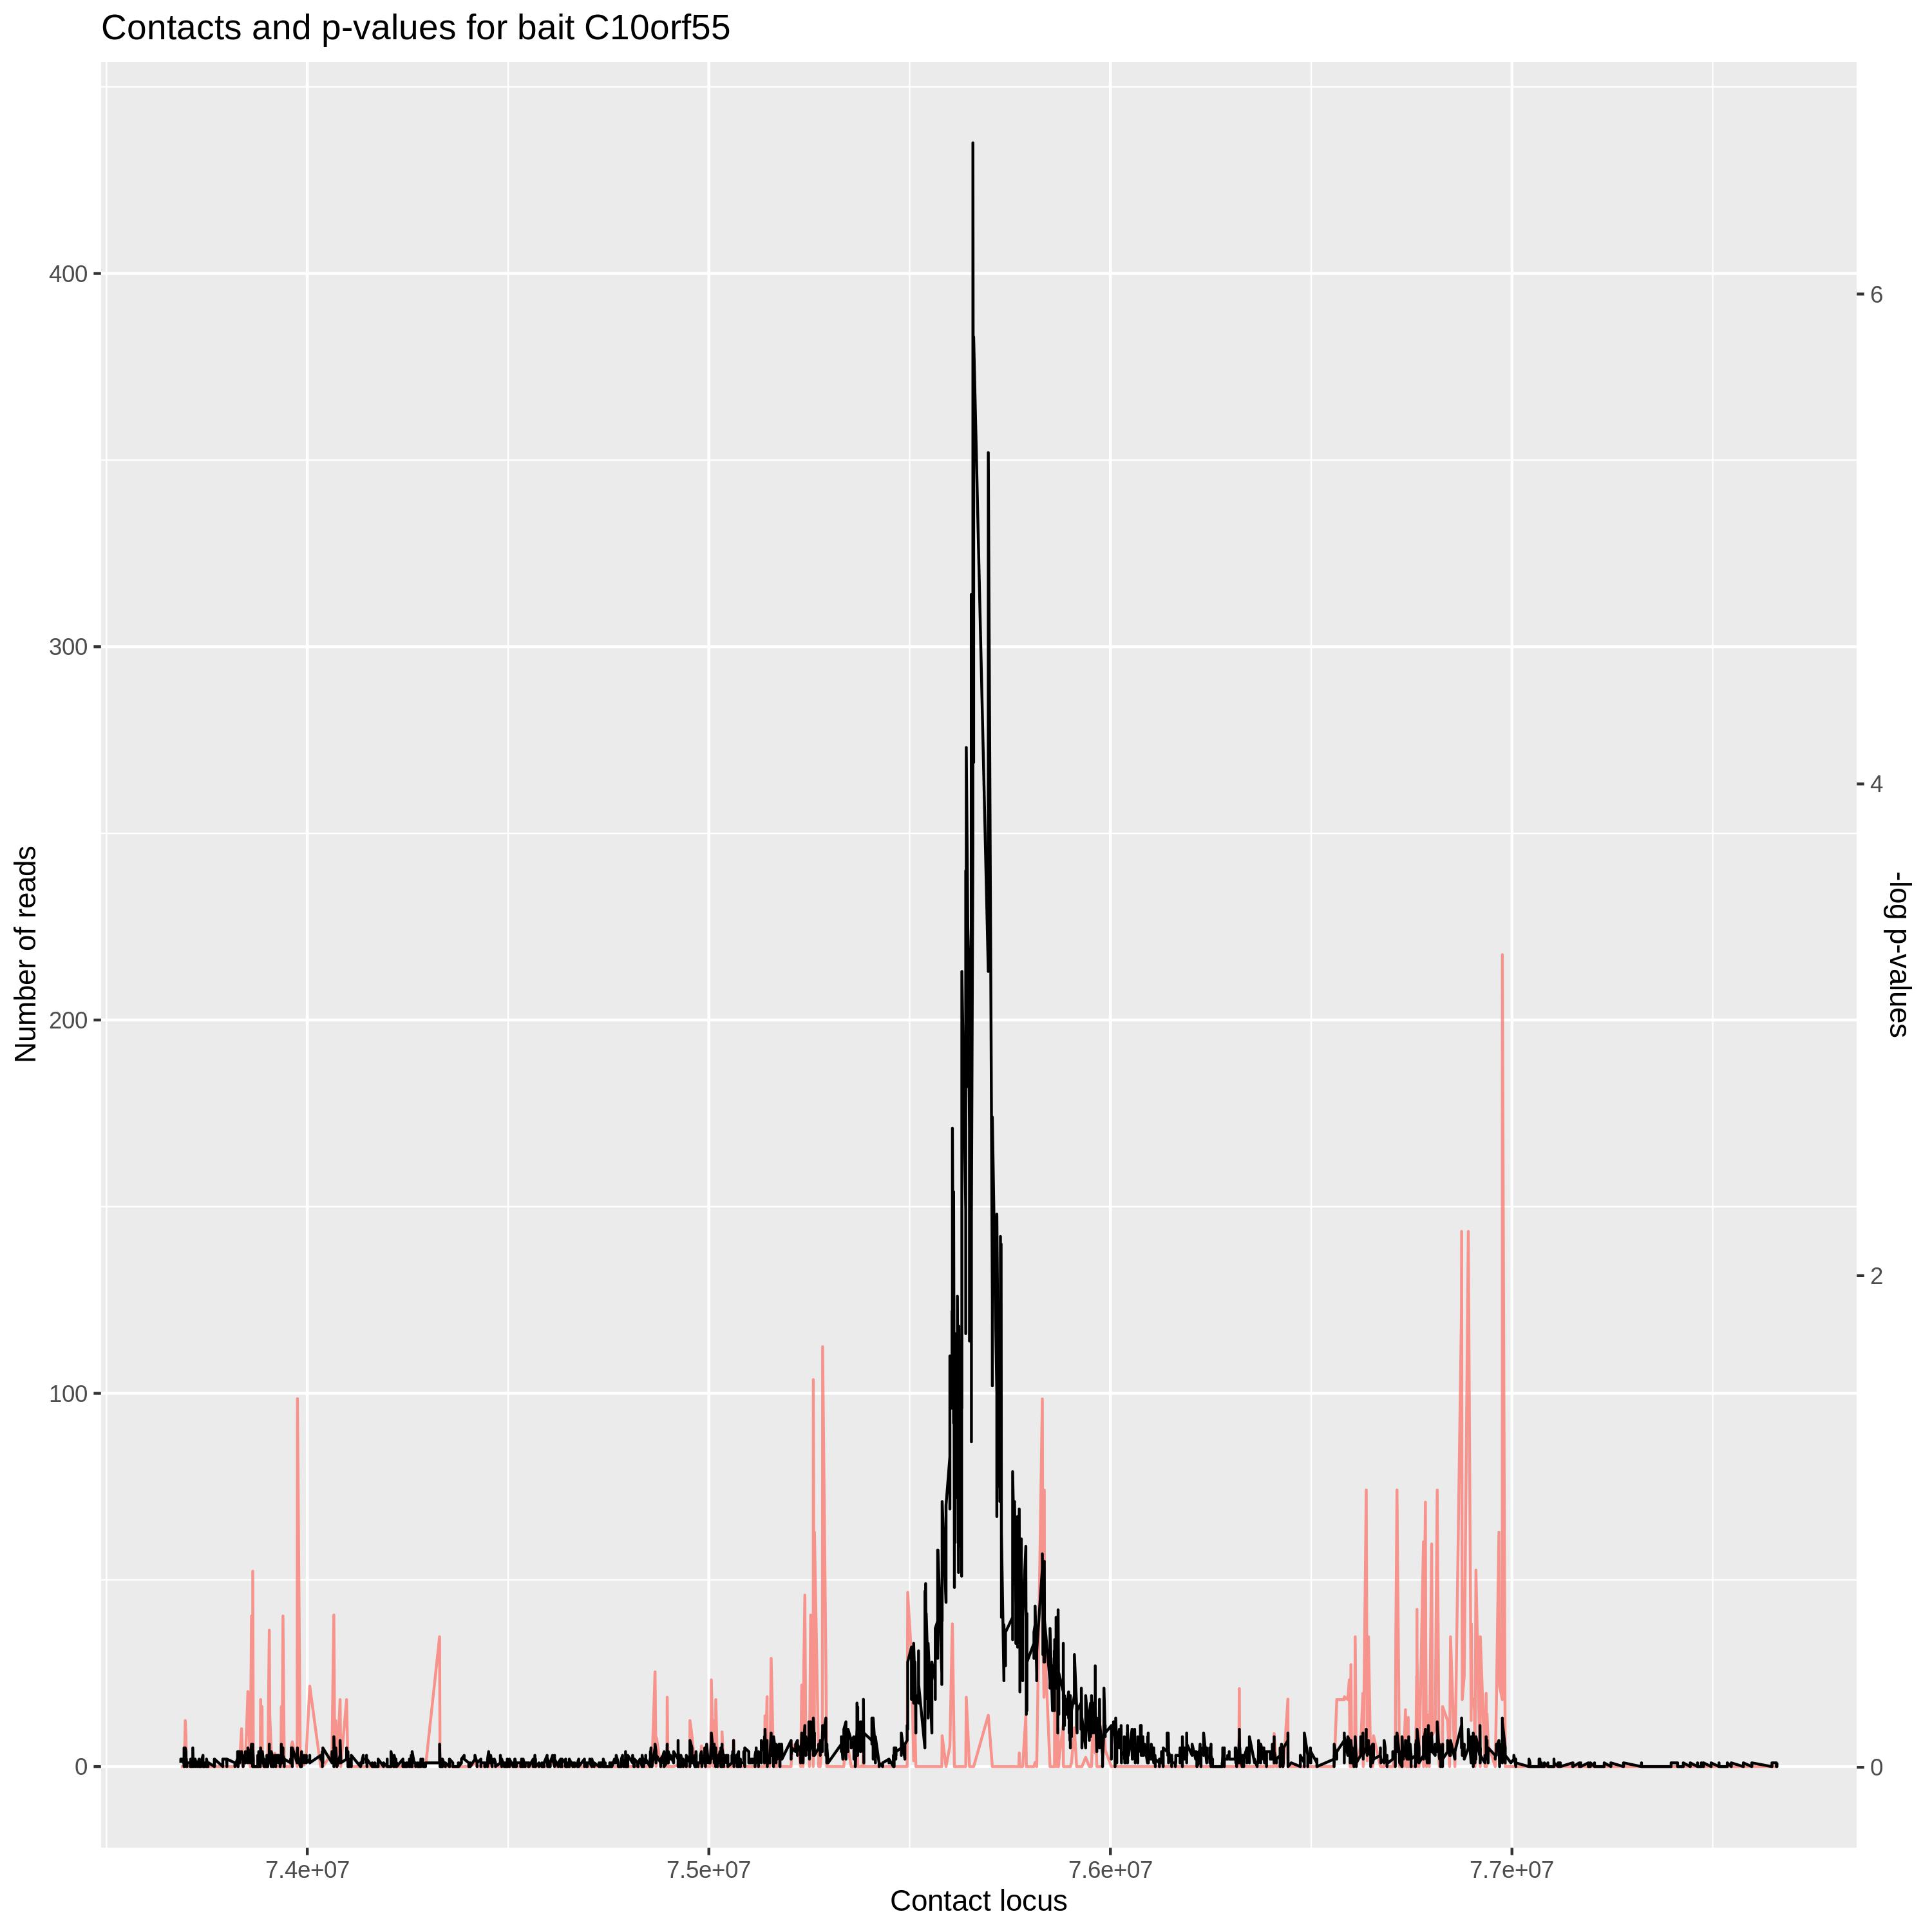 Contacts and p-values for bait C10orf55
400
300
200
100
0
Number of reads
6
4
2
0
-log p-values
7.4e+07 7.5e+07 7.6e+07 7.7e+07
Contact locus